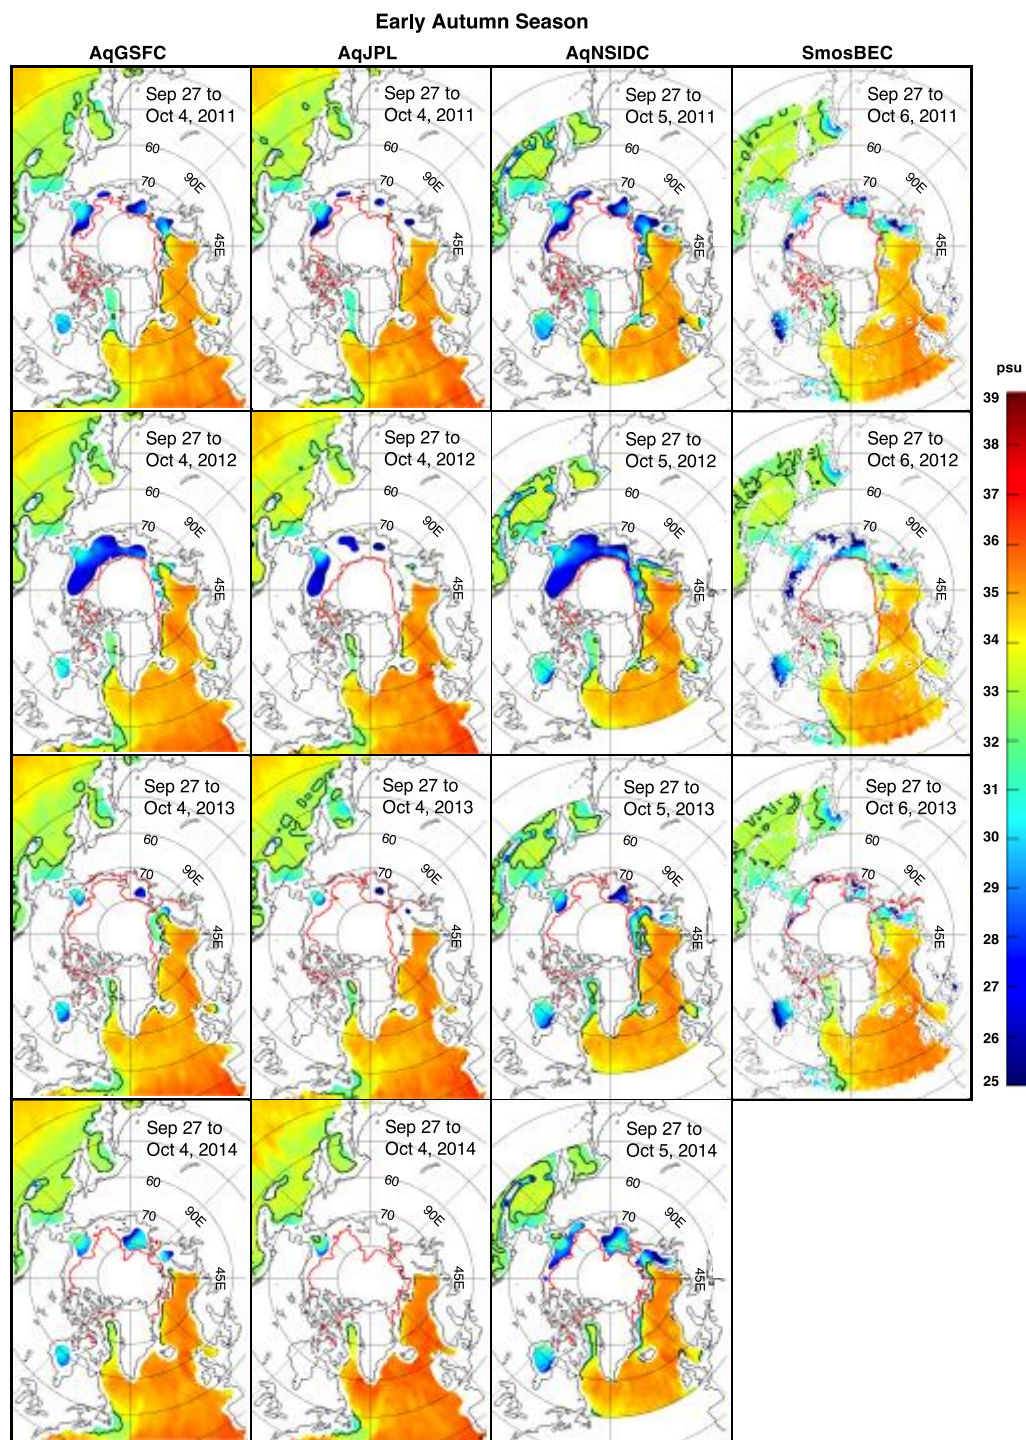 Early Autumn Season
AqGSFC AqJPL AqNSIDC SmosBEC
Sep 27 to
Oct 4, 2011
60
70
90E
45E
Sep 27 to
Oct 4, 2011
60
70
90E
45E
Sep 27 to
Oct 5, 2011
60
70
90E
45E
Sep 27 to
Oct 6, 2011
60
70
90E
45E
Sep 27 to
Oct 4, 2012
60
70
90E
45E
Sep 27 to
Oct 4, 2012
60
70
90E
45E
Sep 27 to
Oct 5, 2012
60
70
90E
45E
Sep 27 to
Oct 6, 2012
60
70
90E
45E
Sep 27 to
Oct 4, 2013
60
70
90E
45E
Sep 27 to
Oct 4, 2013
60
70
90E
45E
Sep 27 to
Oct 5, 2013
60
70
90E
45E
Sep 27 to
Oct 6, 2013
60
70
90E
45E
Sep 27 to
Oct 4, 2014
60
70
90E
45E
Sep 27 to
Oct 4, 2014
60
70
90E
45E
Sep 27 to
Oct 5, 2014
60
70
90E
45E
psu
39
38
37
36
35
34
33
32
31
30
29
28
27
26
25